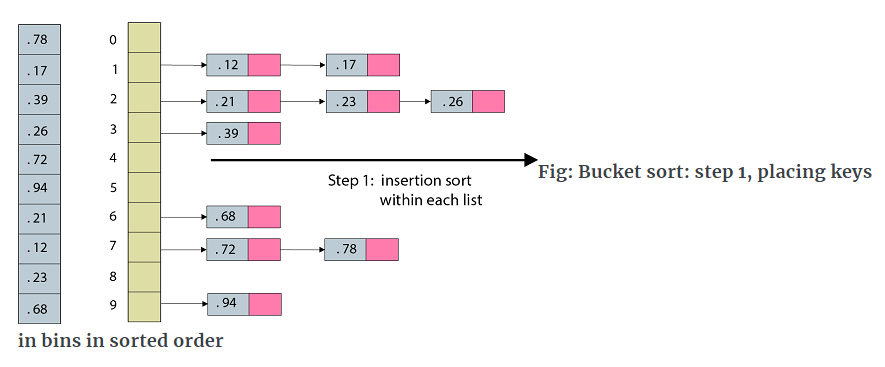 .78
.17
.39
.26
.72
.94
.21
.12
.23
.68
0
1 .12 .17
2 .21 .23 .26
3 .39
4
5
6 .68
7 .72 .78
8
9 .94
Step 1: insertion sort
within each list
Fig: Bucket sort: step 1, placing keys
in bins in sorted order